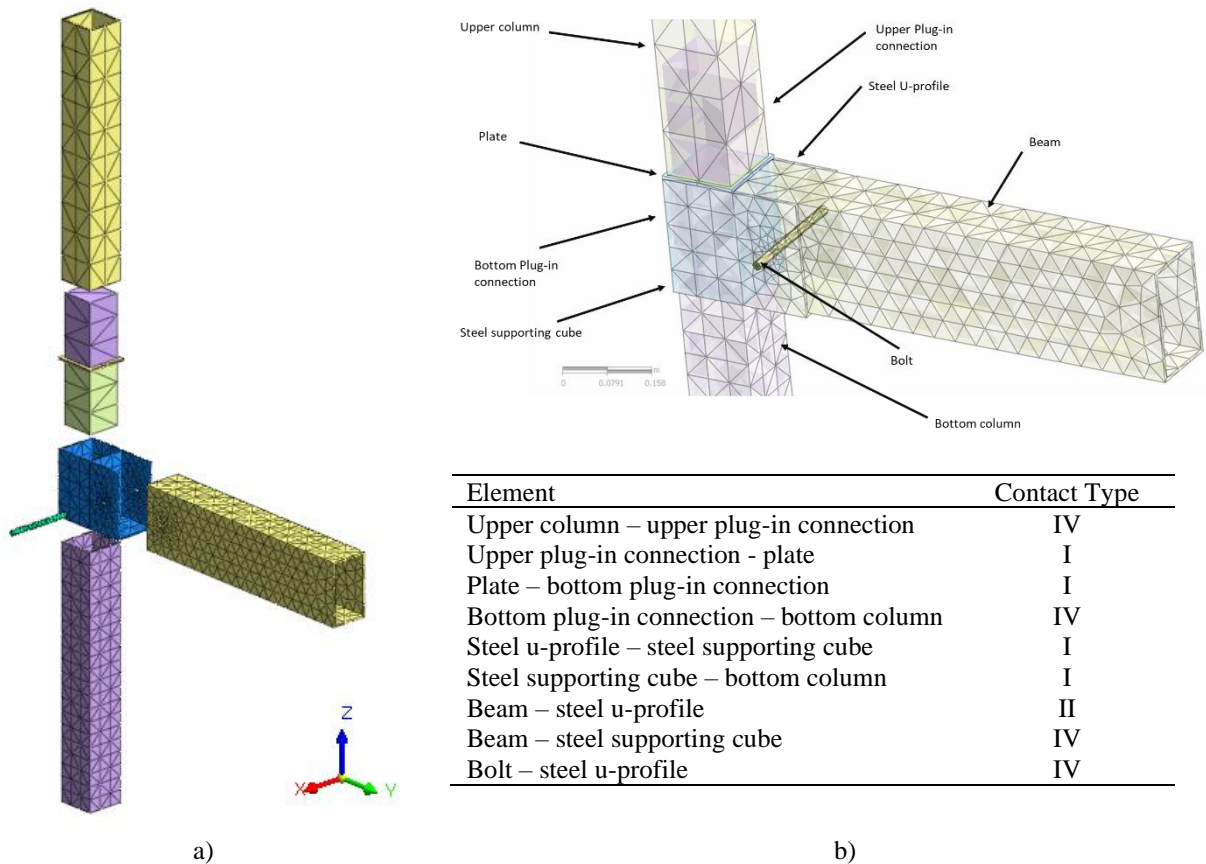 Upper column
Upper Plug-in
connection
Steel U-profile
Plate
Beam
Bottom Plug-in
connection
Steel supporting cube
Bolt
m
0 0.0791 0.158
Bottom column
Z
X
Y
Element Contact Type
Upper column – upper plug-in connection IV
Upper plug-in connection - plate I
Plate – bottom plug-in connection I
Bottom plug-in connection – bottom column IV
Steel u-profile – steel supporting cube I
Steel supporting cube – bottom column I
Beam – steel u-profile II
Beam – steel supporting cube IV
Bolt – steel u-profile IV
a)
b)